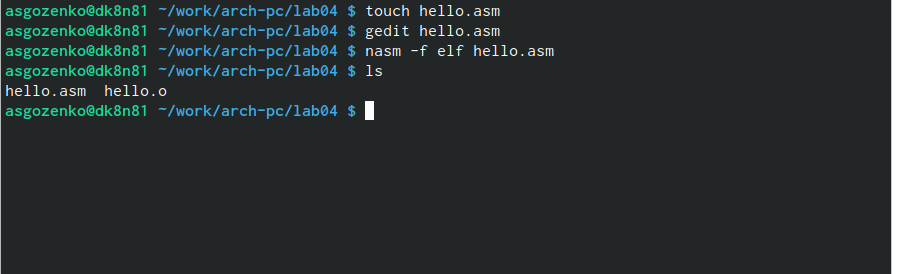 asgozenko@dk8n81 ~/work/arch-pc/lab04 $ touch hello.asm
asgozenko@dk8n81 ~/work/arch-pc/lab04 $ gedit hello.asm
asgozenko@dk8n81 ~/work/arch-pc/lab04 $ nasm -f elf hello.asm
asgozenko@dk8n81 ~/work/arch-pc/lab04 $ ls
hello.asm  hello.o
asgozenko@dk8n81 ~/work/arch-pc/lab04 $